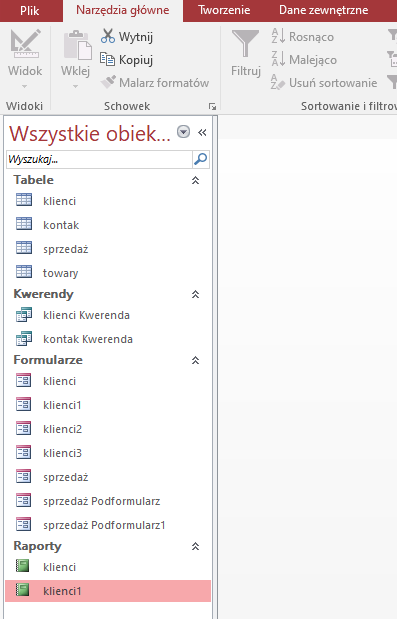 Plik Narzędzia główne Tworzenie Dane zewnętrzne
Wytnij
Kopiuj
Malarz formatów
Widok
Wklej
Filtruj
Rosnąco
Malejąco
Usuń sortowanie
Widoki Schowek Sortowanie i filtrow
Wszystkie obiek...
Wyszukaj...
Tabele
klienci
kontak
sprzedaż
towary
Kwerendy
klienci Kwerenda
kontak Kwerenda
Formularze
klienci
klienci1
klienci2
klienci3
sprzedaż
sprzedaż Podformularz
sprzedaż Podformularz1
Raporty
klienci
klienci1